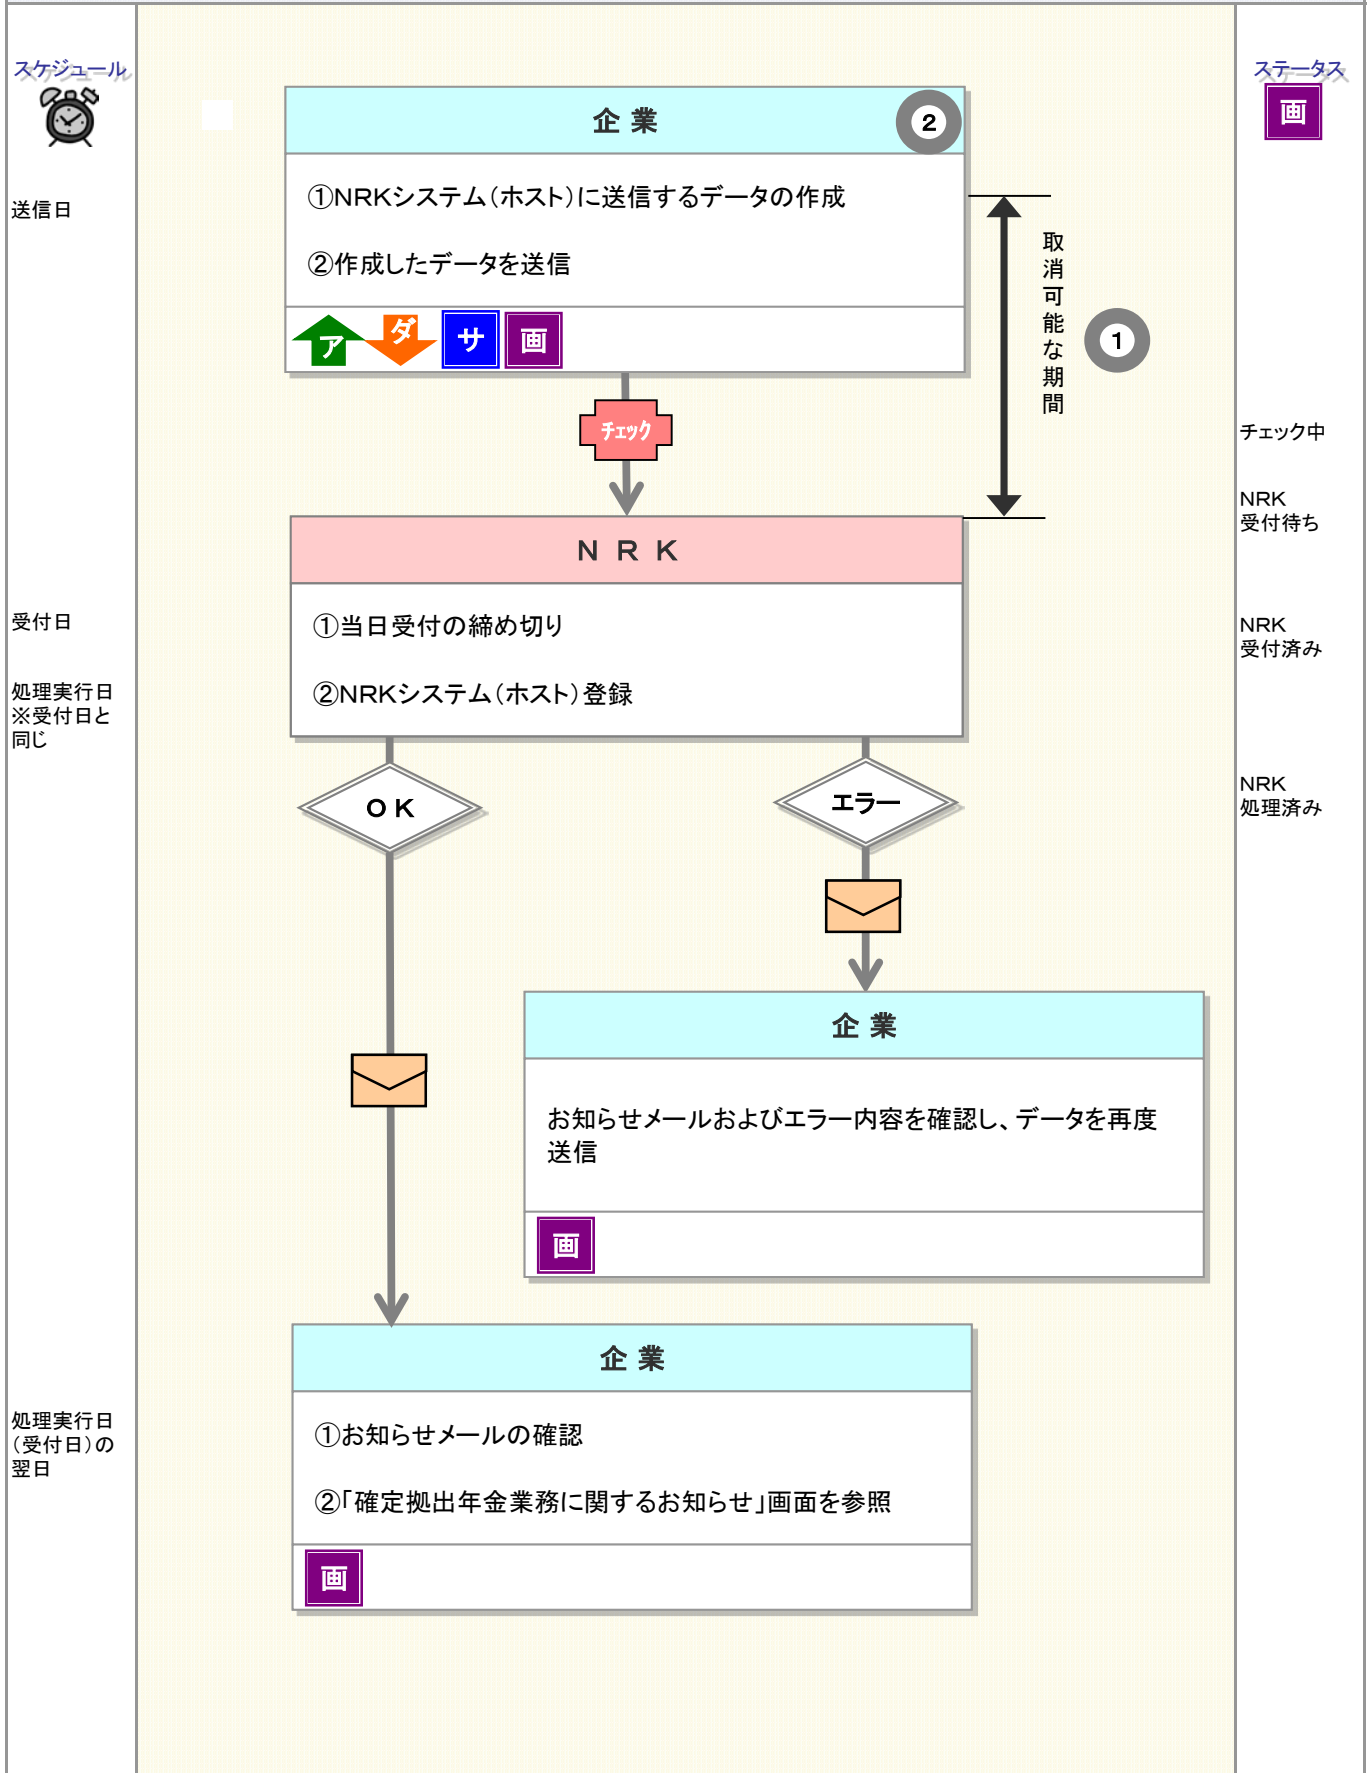 スケジュール
ステータス
画
企 業
2
①NRKシステム(ホスト)に送信するデータの作成
②作成したデータを送信
送信日
ア
ダ
サ
画
取消可能な期間
1
チェック
チェック中
NRK
受付待ち
N R K
①当日受付の締め切り
②NRKシステム(ホスト)登録
受付日
処理実行日
※受付日と
同じ
NRK
受付済み
OK
エラー
NRK
処理済み
企 業
お知らせメールおよびエラー内容を確認し、データを再度
送信
画
企 業
①お知らせメールの確認
②「確定拠出年金業務に関するお知らせ」画面を参照
画
処理実行日
(受付日)の
翌日